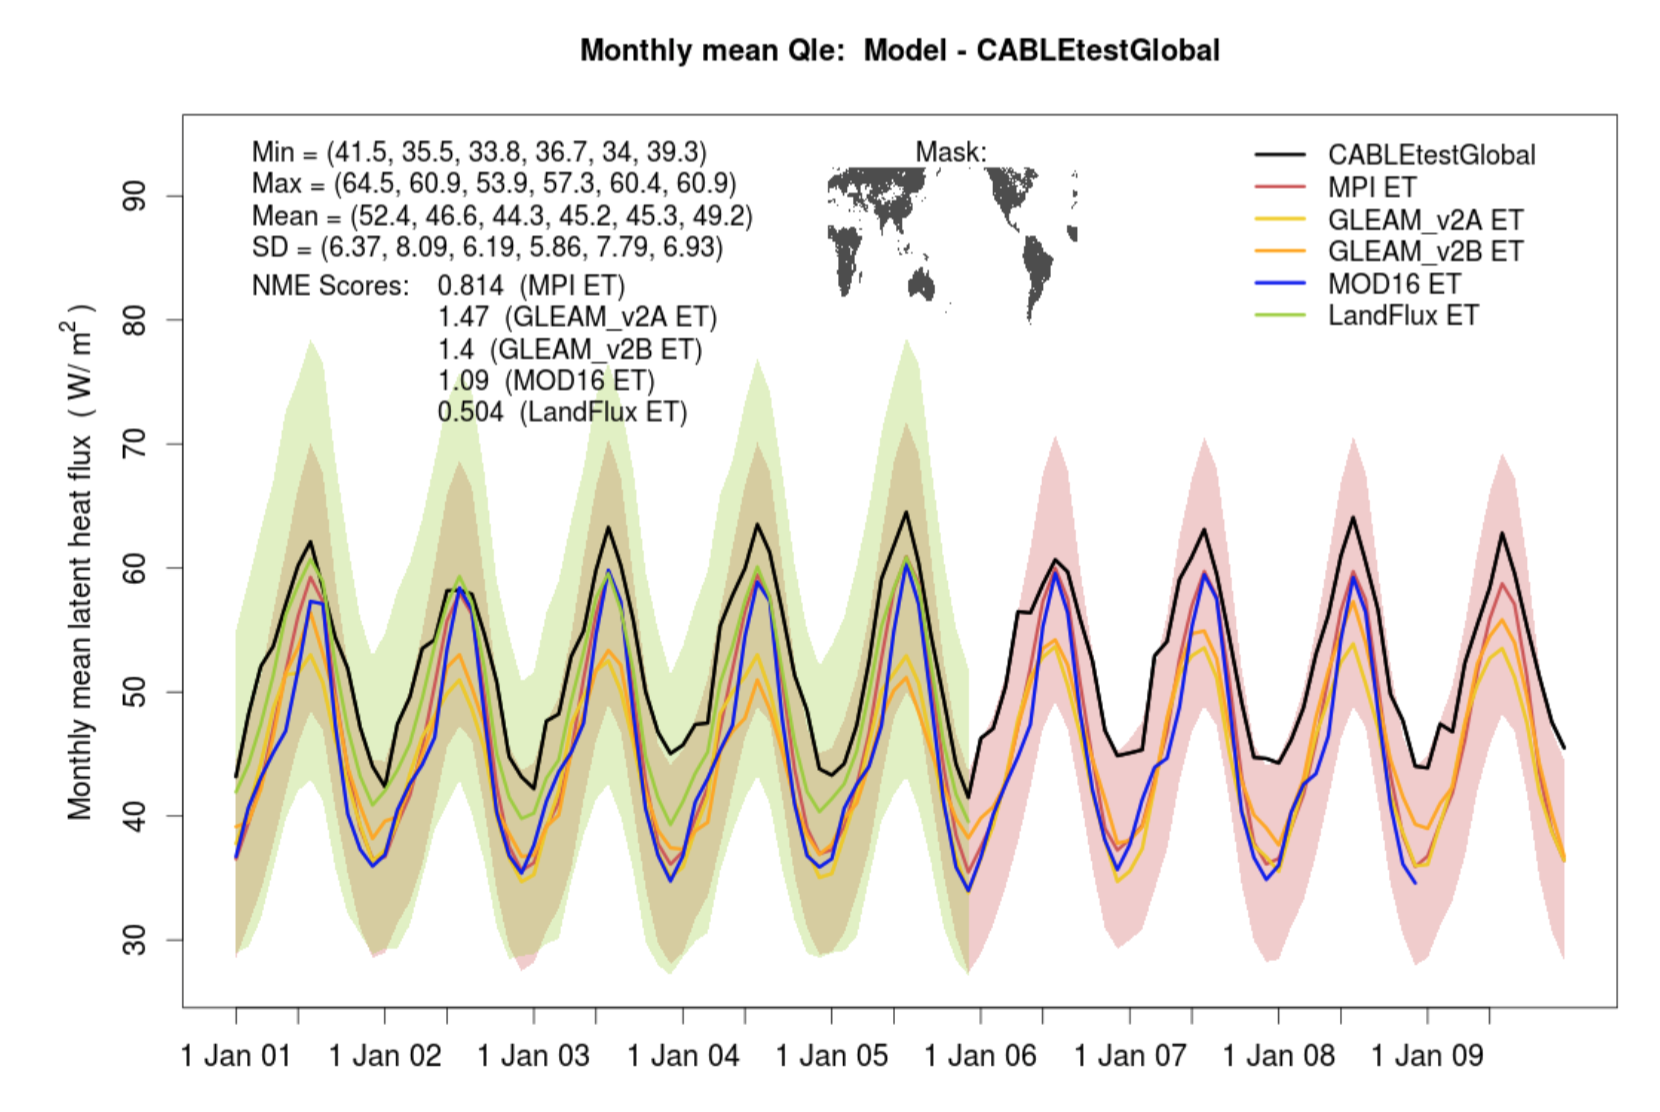 Monthly mean Qle:  Model - CABLEtestGlobal
Min = (41.5, 35.5, 33.8, 36.7, 34, 39.3)
Max = (64.5, 60.9, 53.9, 57.3, 60.4, 60.9)
Mean = (52.4, 46.6, 44.3, 45.2, 45.3, 49.2)
SD = (6.37, 8.09, 6.19, 5.86, 7.79, 6.93)
NME Scores: 0.814 (MPI ET)
1.47 (GLEAM_v2A ET)
1.4 (GLEAM_v2B ET)
1.09 (MOD16 ET)
0.504 (LandFlux ET)
Mask:
CABLEtestGlobal
MPI ET
GLEAM_v2A ET
GLEAM_v2B ET
MOD16 ET
LandFlux ET
Monthly mean latent heat flux ( W/ m² )
90
80
70
60
50
40
30
1 Jan 01
1 Jan 02
1 Jan 03
1 Jan 04
1 Jan 05
1 Jan 06
1 Jan 07
1 Jan 08
1 Jan 09